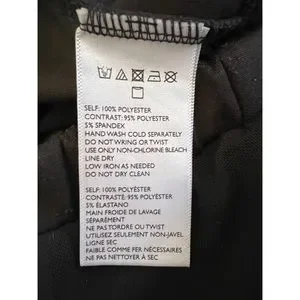 SELF: 100% POLYESTER
CONTRAST: 95% POLYESTER
5% SPANDEX
HAND WASH COLD SEPARATELY
DO NOT WRING OR TWIST
USE ONLY NON-CHLORINE BLEACH
LINE DRY
LOW IRON AS NEEDED
DO NOT DRY CLEAN
SELF: 100% POLYESTER
CONTRASTE: 95% POLYESTER
5% ÉLASTANO
MAIN FROIDE DE LAVAGE
SÉPARÉMENT
NE PAS TORDRE OU TWIST
UTILISEZ SEULEMENT NON-JAVEL
LIGNE SEC
FAIBLE COMME FER NÉCESSAIRES
NE PAS NETTOYER À SEC